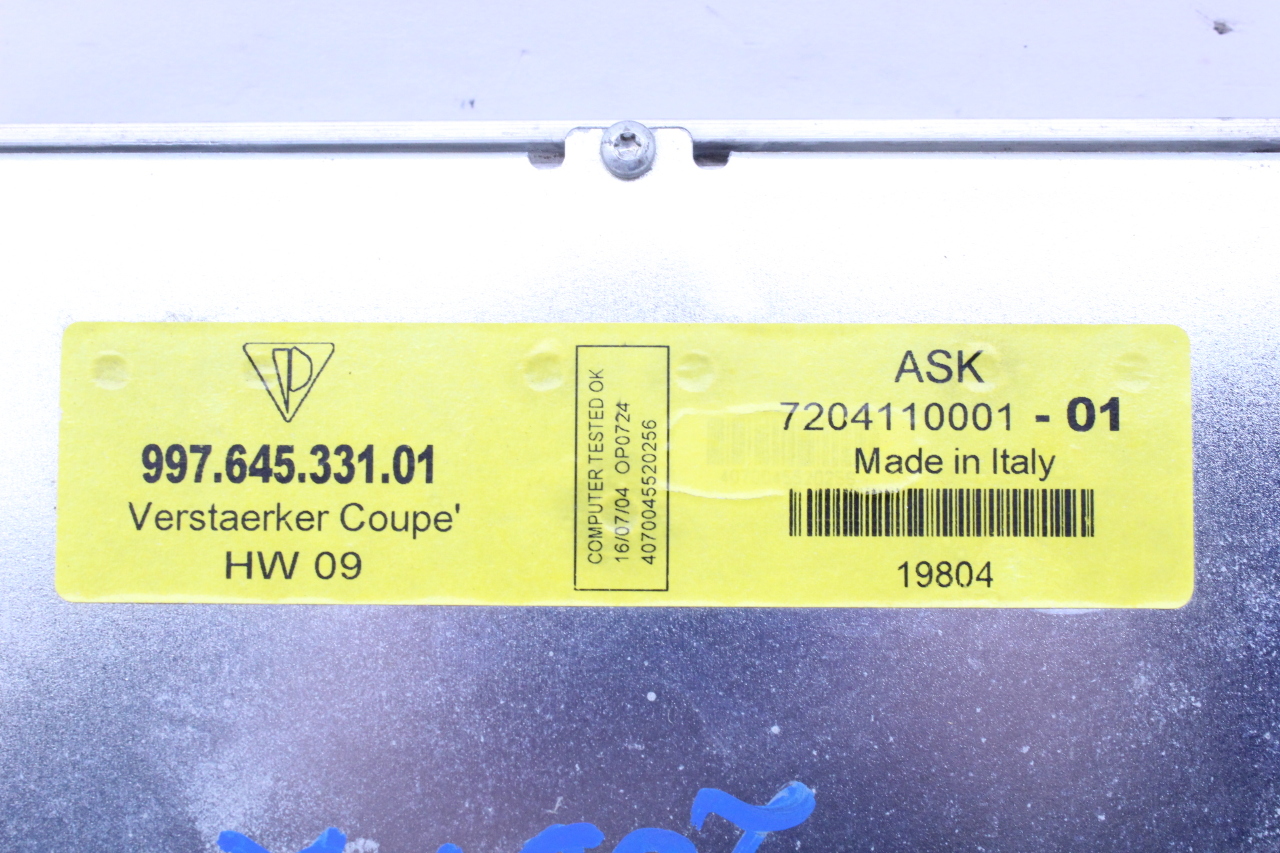 997.645.331.01
Verstaerker Coupe'
HW 09
COMPUTER TESTED OK
16/07/04 OP0724
4070045520256
ASK
7204110001 - 01
Made in Italy
19804